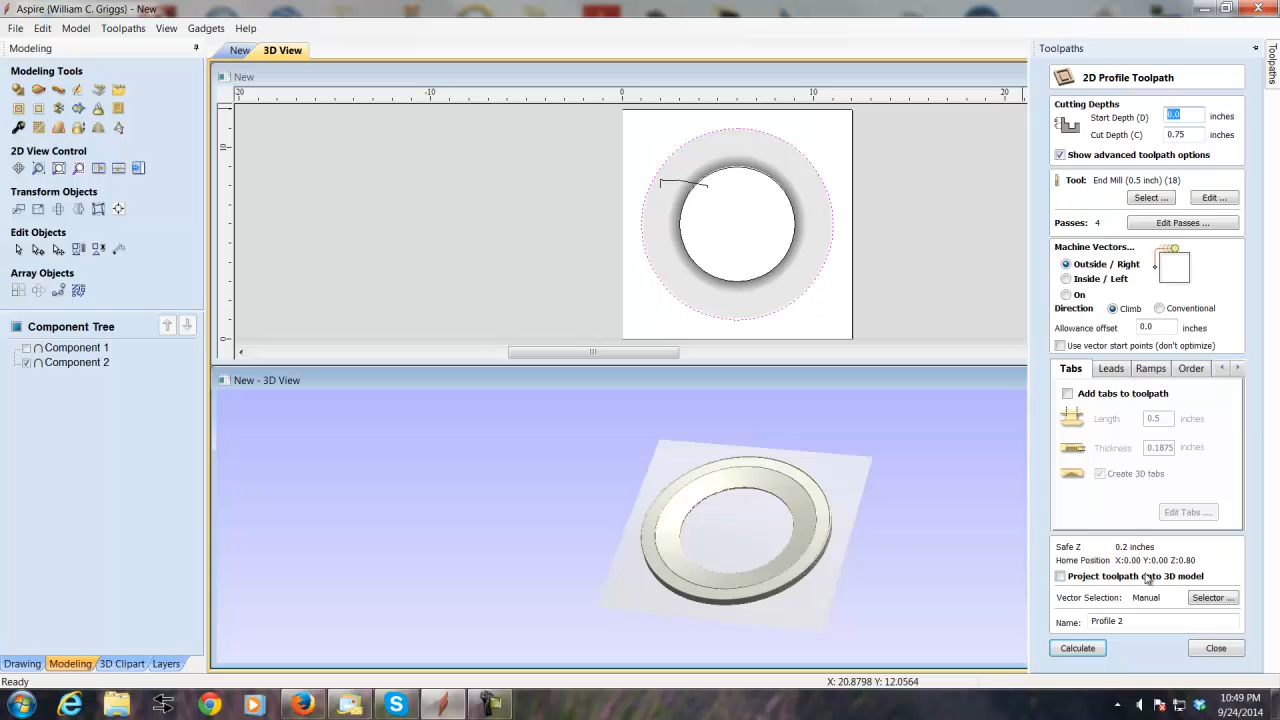 Aspire {William C. Griggs} - New
File Edit Model Toolpaths View Gadgets Help
Modeling
Modeling Tools
2D View Control
Transform Objects
Edit Objects
Array Objects
Component Tree
Component 1
Component 2
Drawing Modeling 3D Clipart Layers
Ready
New 3D View
New
20 -10 0 10 20
10
0
New - 3D View
X: 20.8798 Y: 12.0564
Toolpaths
Toolpaths
2D Profile Toolpath
Cutting Depths
Start Depth (D) 0.0 inches
Cut Depth (C) 0.75 inches
Show advanced toolpath options
Tool: End Mill (0.5 inch) (18)
Select ... Edit ...
Passes: 4 Edit Passes ...
Machine Vectors...
Outside / Right
Inside / Left
On
Direction Climb Conventional
Allowance offset 0.0 inches
Use vector start points (don't optimize)
Tabs Leads Ramps Order
Add tabs to toolpath
Length 0.5 inches
Thickness 0.1875 inches
Create 3D tabs
Edit Tabs ....
Safe Z 0.2 inches
Home Position X:0.00 Y:0.00 Z:0.80
Project toolpath onto 3D model
Vector Selection: Manual Selector ...
Name: Profile 2
Calculate Close
10:49 PM
9/24/2014